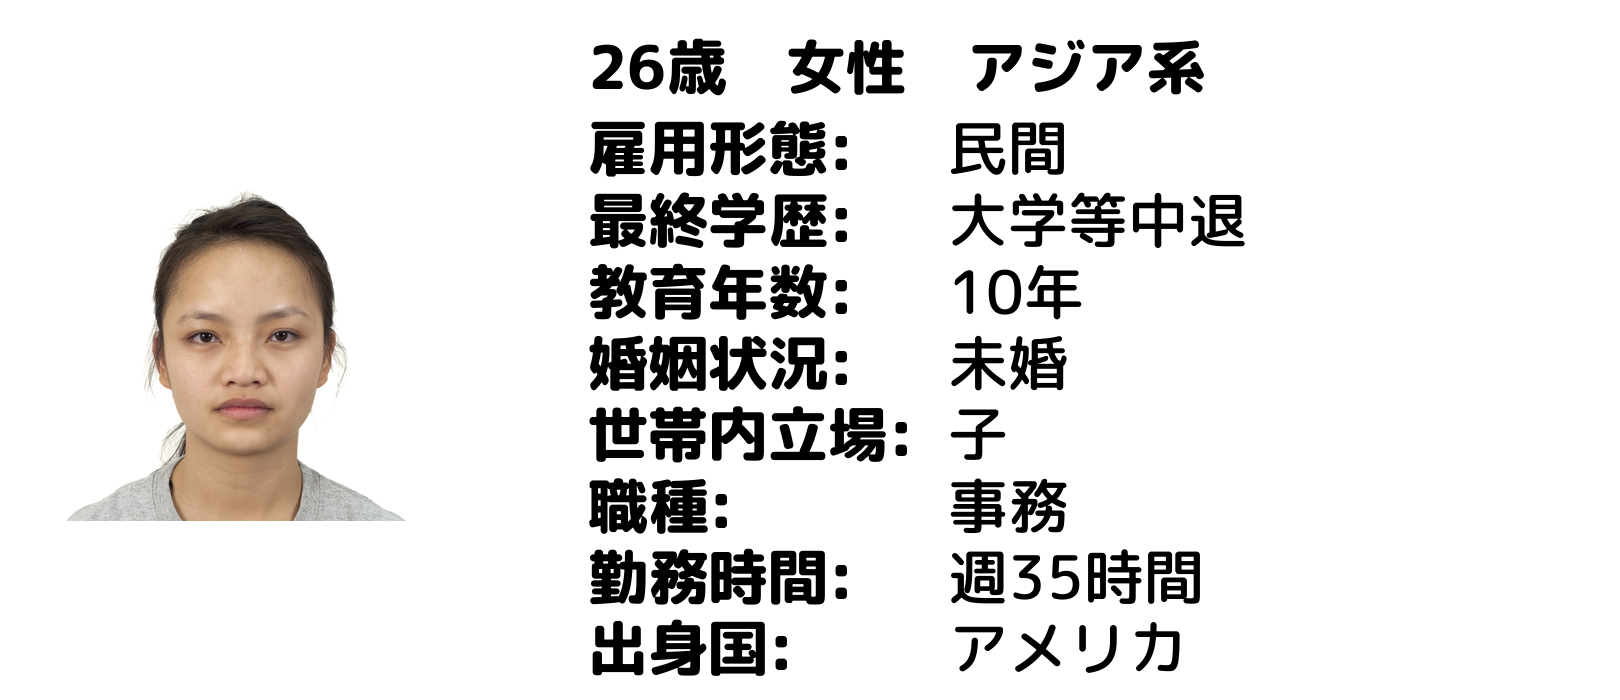 26歳　女性　アジア系
雇用形態:　民間
最終学歴:　大学等中退
教育年数:　10年
婚姻状況:　未婚
世帯内立場:　子
職種:　事務
勤務時間:　週35時間
出身国:　アメリカ